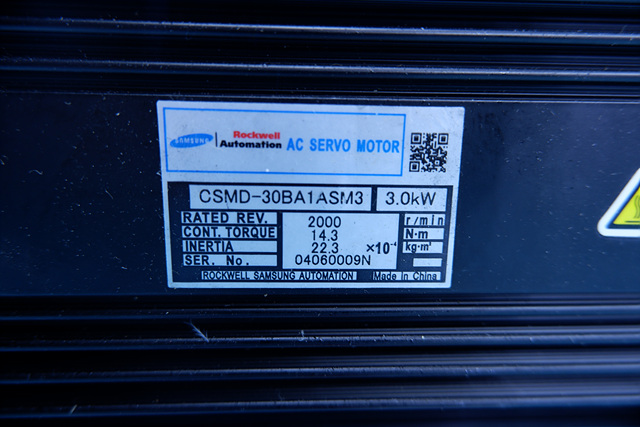 SAMSUNG Rockwell Automation AC SERVO MOTOR
CSMD-30BA1ASM3 3.0kW
RATED REV. 2000 r/min
CONT. TORQUE 14.3 N·m
INERTIA 22.3 ×10⁻⁴ kg·m²
SER. No. 04060009N
ROCKWELL SAMSUNG AUTOMATION Made In China